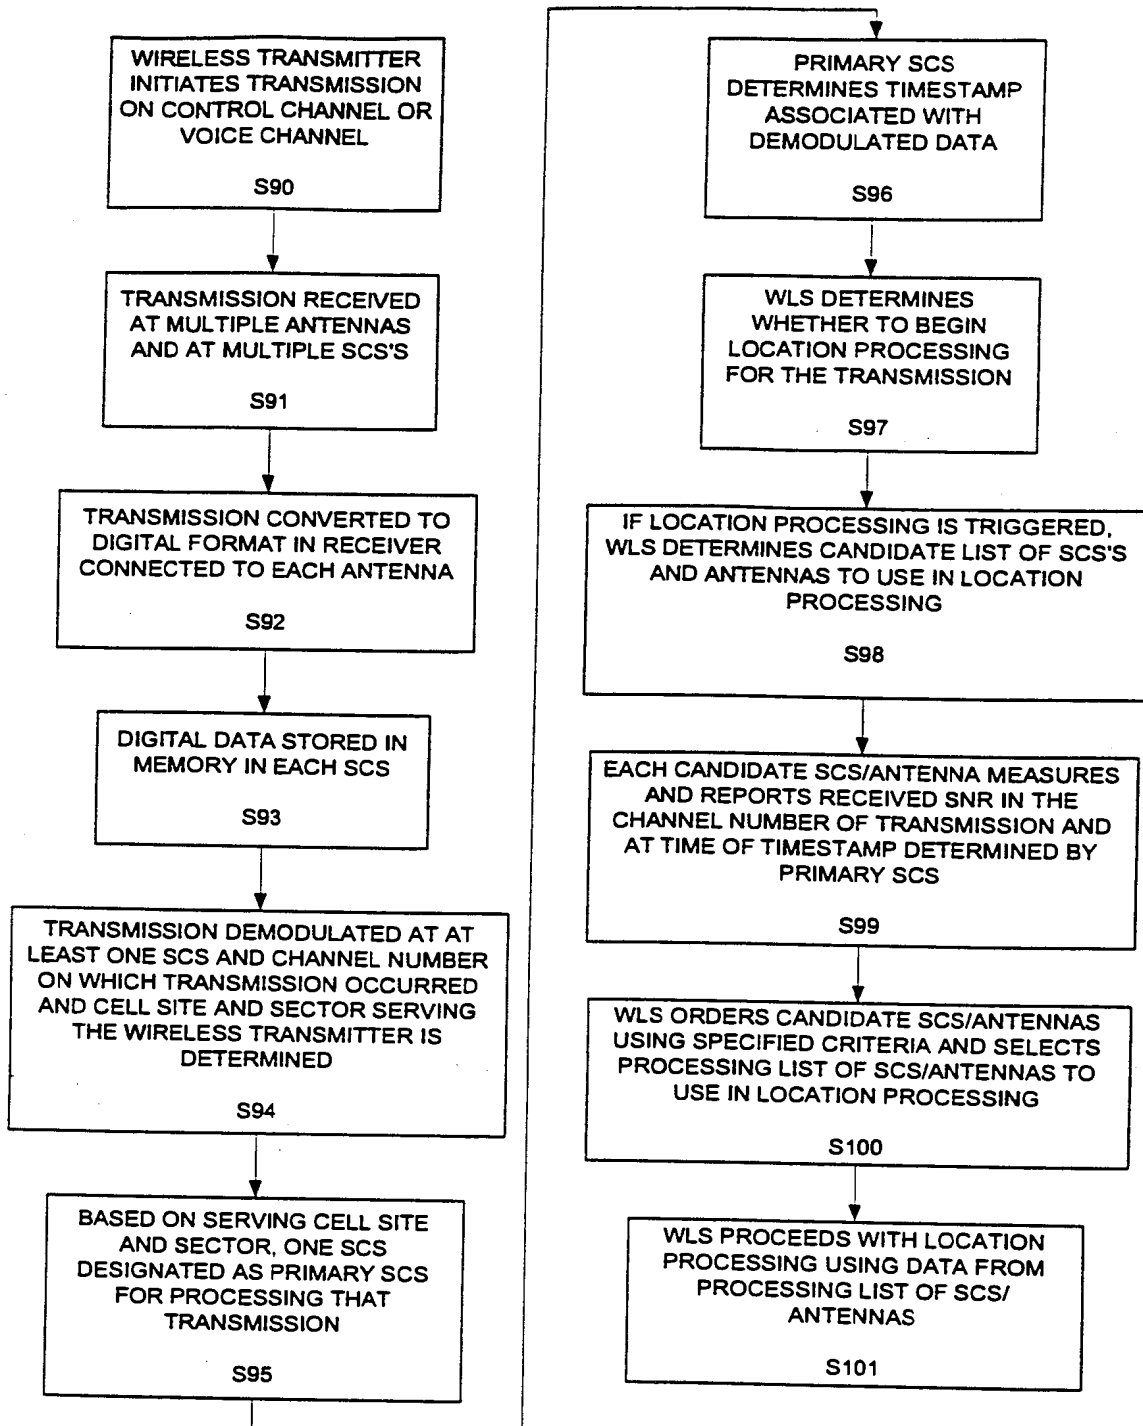 WIRELESS TRANSMITTER
INITIATES TRANSMISSION
ON CONTROL CHANNEL OR
VOICE CHANNEL
S90
TRANSMISSION RECEIVED
AT MULTIPLE ANTENNAS
AND AT MULTIPLE SCS'S
S91
TRANSMISSION CONVERTED TO
DIGITAL FORMAT IN RECEIVER
CONNECTED TO EACH ANTENNA
S92
DIGITAL DATA STORED IN
MEMORY IN EACH SCS
S93
TRANSMISSION DEMODULATED AT AT
LEAST ONE SCS AND CHANNEL NUMBER
ON WHICH TRANSMISSION OCCURRED
AND CELL SITE AND SECTOR SERVING
THE WIRELESS TRANSMITTER IS
DETERMINED
S94
BASED ON SERVING CELL SITE
AND SECTOR, ONE SCS
DESIGNATED AS PRIMARY SCS
FOR PROCESSING THAT
TRANSMISSION
S95
PRIMARY SCS
DETERMINES TIMESTAMP
ASSOCIATED WITH
DEMODULATED DATA
S96
WLS DETERMINES
WHETHER TO BEGIN
LOCATION PROCESSING
FOR THE TRANSMISSION
S97
IF LOCATION PROCESSING IS TRIGGERED,
WLS DETERMINES CANDIDATE LIST OF SCS'S
AND ANTENNAS TO USE IN LOCATION
PROCESSING
S98
EACH CANDIDATE SCS/ANTENNA MEASURES
AND REPORTS RECEIVED SNR IN THE
CHANNEL NUMBER OF TRANSMISSION AND
AT TIME OF TIMESTAMP DETERMINED BY
PRIMARY SCS
S99
WLS ORDERS CANDIDATE SCS/ANTENNAS
USING SPECIFIED CRITERIA AND SELECTS
PROCESSING LIST OF SCS/ANTENNAS TO
USE IN LOCATION PROCESSING
S100
WLS PROCEEDS WITH LOCATION
PROCESSING USING DATA FROM
PROCESSING LIST OF SCS/
ANTENNAS
S101